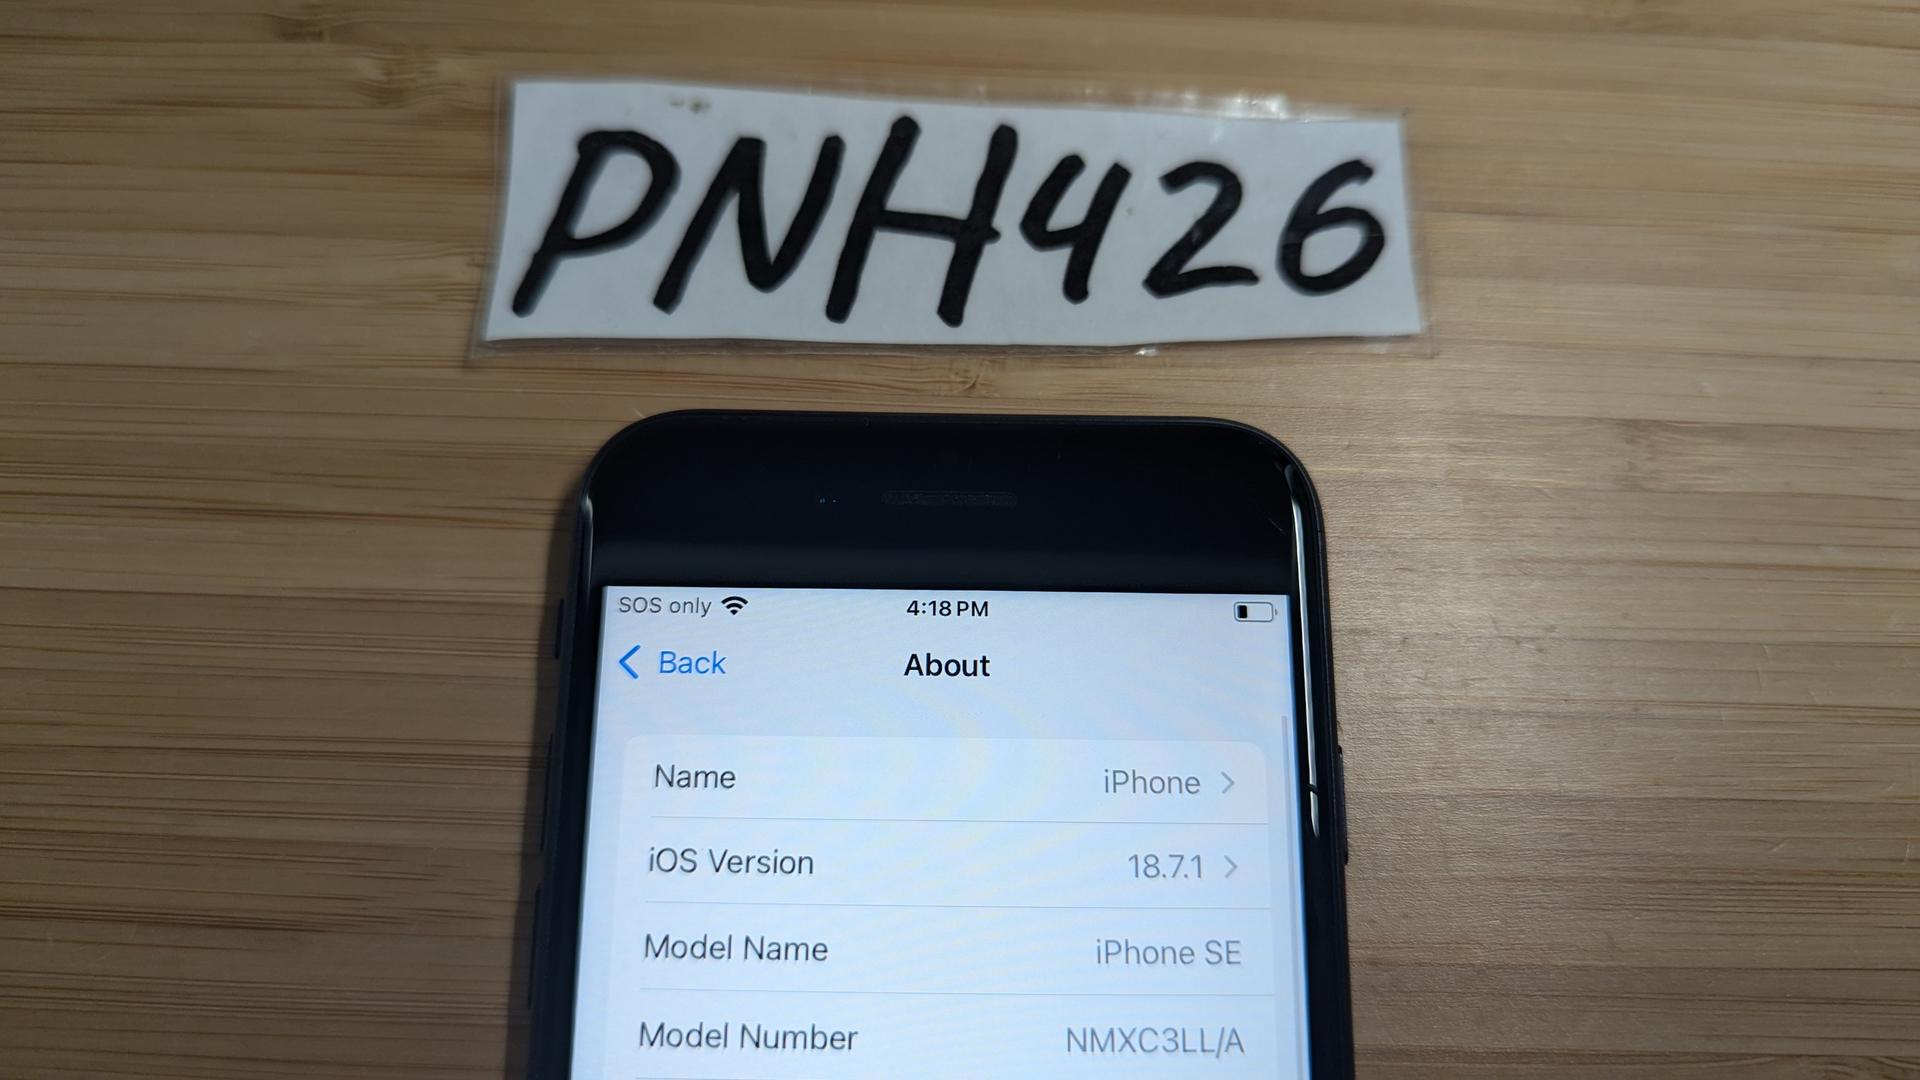 PNH426
SOS only 4:18 PM
Back About
Name iPhone
iOS Version 18.7.1
Model Name iPhone SE
Model Number NMXC3LL/A